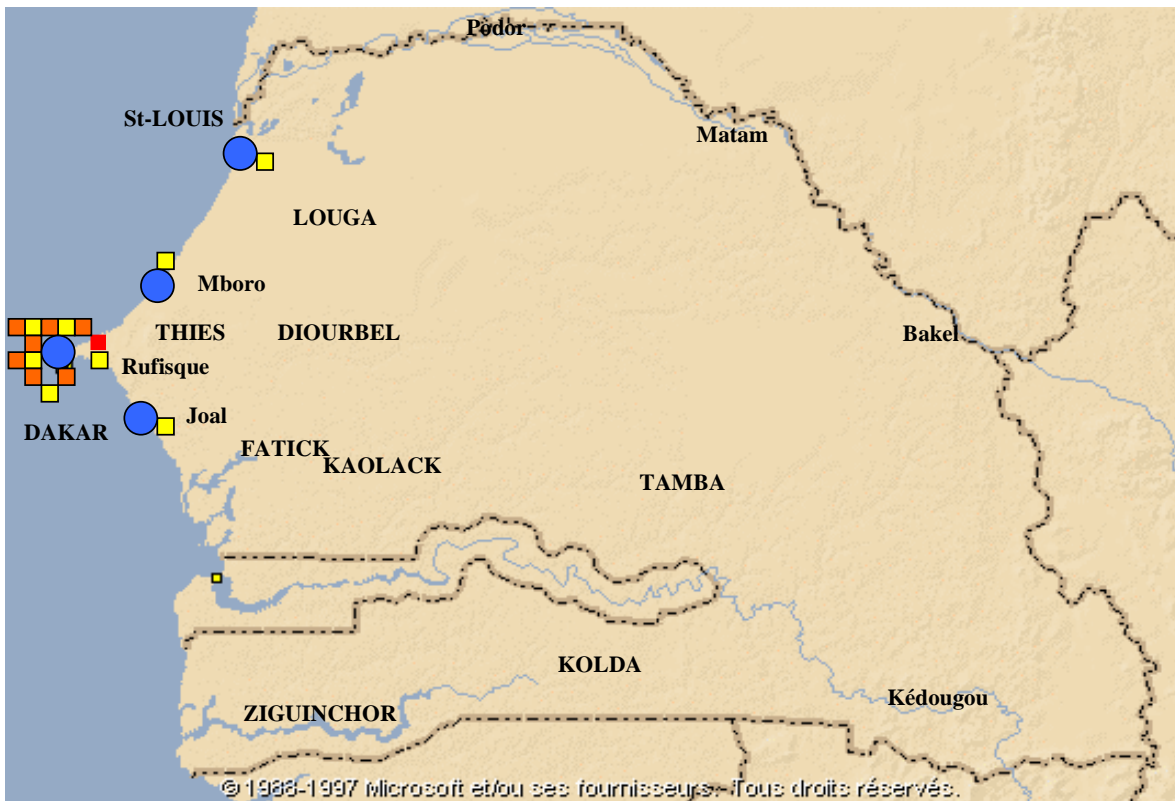 Podor
St-LOUIS
Matam
LOUGA
Mboro
THIES
DIOURBEL
Bakel
Rufisque
Joal
DAKAR
FATICK
KAOLACK
TAMBA
KOLDA
Kédougou
ZIGUINCHOR
© 1988-1997 Microsoft et/ou ses fournisseurs. Tous droits réservés.